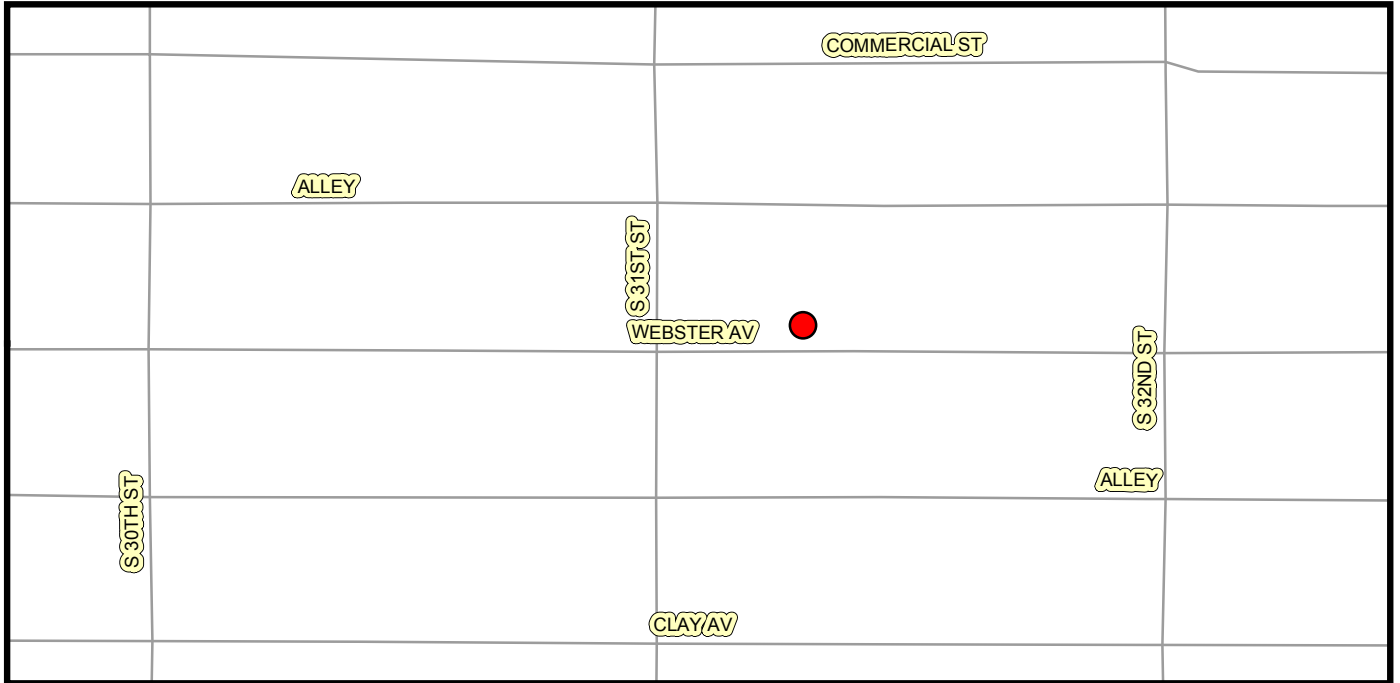 COMMERCIAL ST
ALLEY
S 31ST ST
WEBSTER AV
S 32ND ST
ALLEY
S 30TH ST
CLAY AV